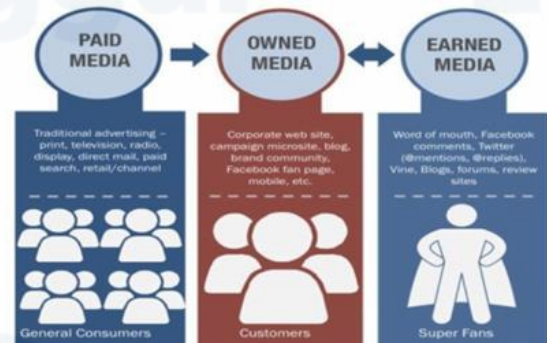 PAID
MEDIA
Traditional advertising –
print, television, radio,
display, direct mail, paid
search, retail/channel
General Consumers
OWNED
MEDIA
Corporate web site,
campaign microsite, blog,
brand community,
Facebook fan page,
mobile, etc.
Customers
EARNED
MEDIA
Word of mouth, Facebook
comments, Twitter
(@mentions, @replies),
Vine, Blogs, forums, review
sites
Super Fans